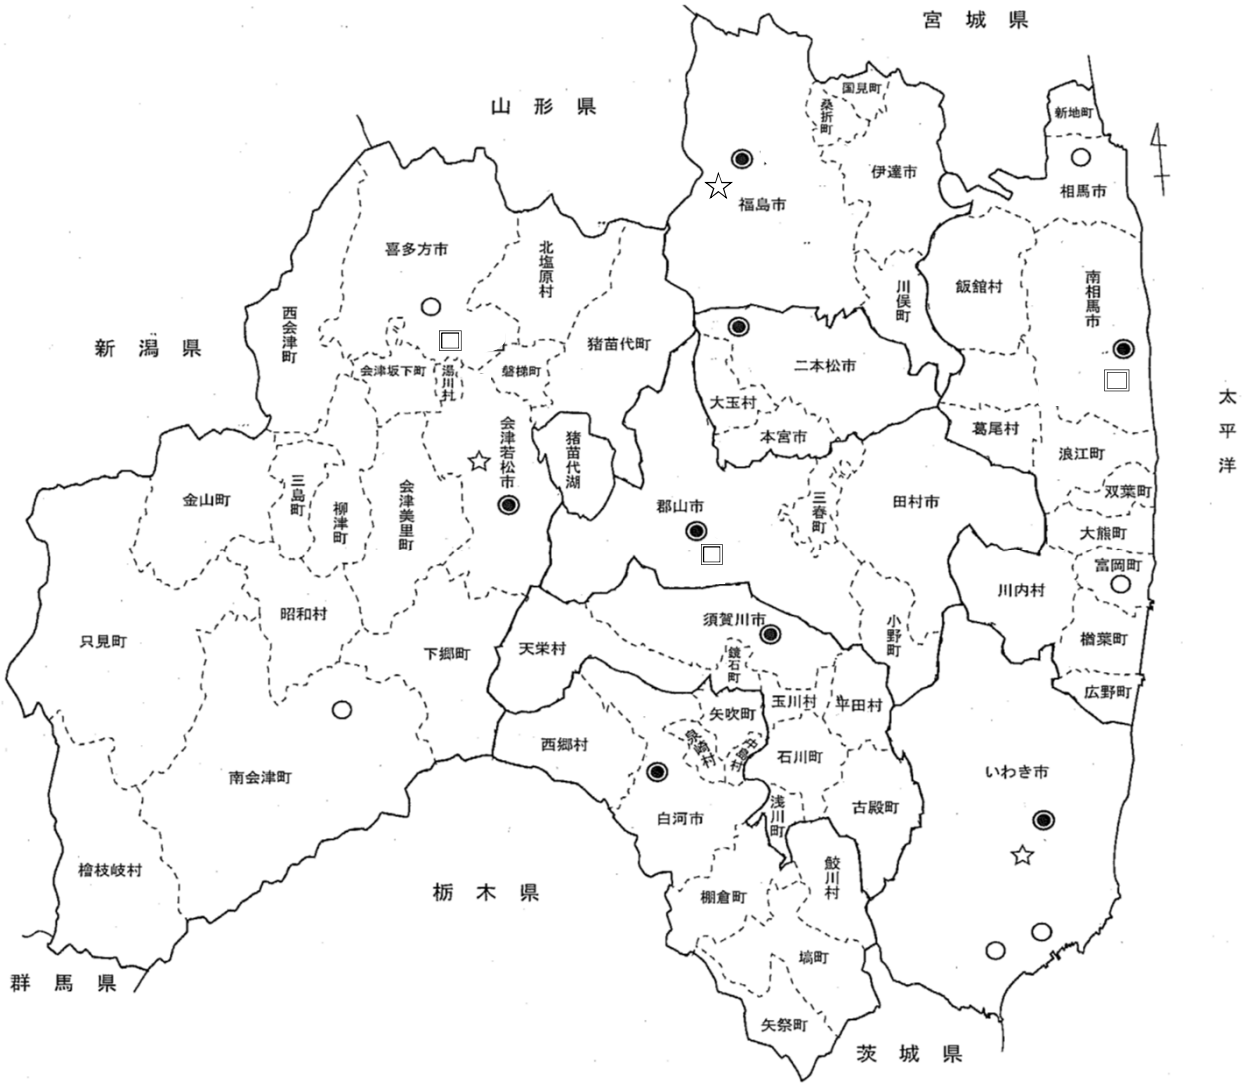 宮城県
山形県
国見町
桑折町
新地町
伊達市
相馬市
福島市
喜多方市
北塩原村
川俣町
飯舘村
南相馬市
西会津町
新潟県
猪苗代町
会津坂下町
湯川村
磐梯町
二本松市
太平洋
大玉村
本宮市
葛尾村
浪江町
会津若松市
猪苗代湖
双葉町
金山町
三島町
柳津町
会津美里町
郡山市
三春町
田村市
大熊町
富岡町
川内村
昭和村
只見町
下郷町
天栄村
須賀川市
小野町
楢葉町
鏡石町
広野町
玉川村
平田村
矢吹町
西郷村
泉崎村
中島村
石川町
南会津町
いわき市
白河市
浅川町
古殿町
檜枝岐村
栃木県
棚倉町
鮫川村
塙町
群馬県
矢祭町
茨城県